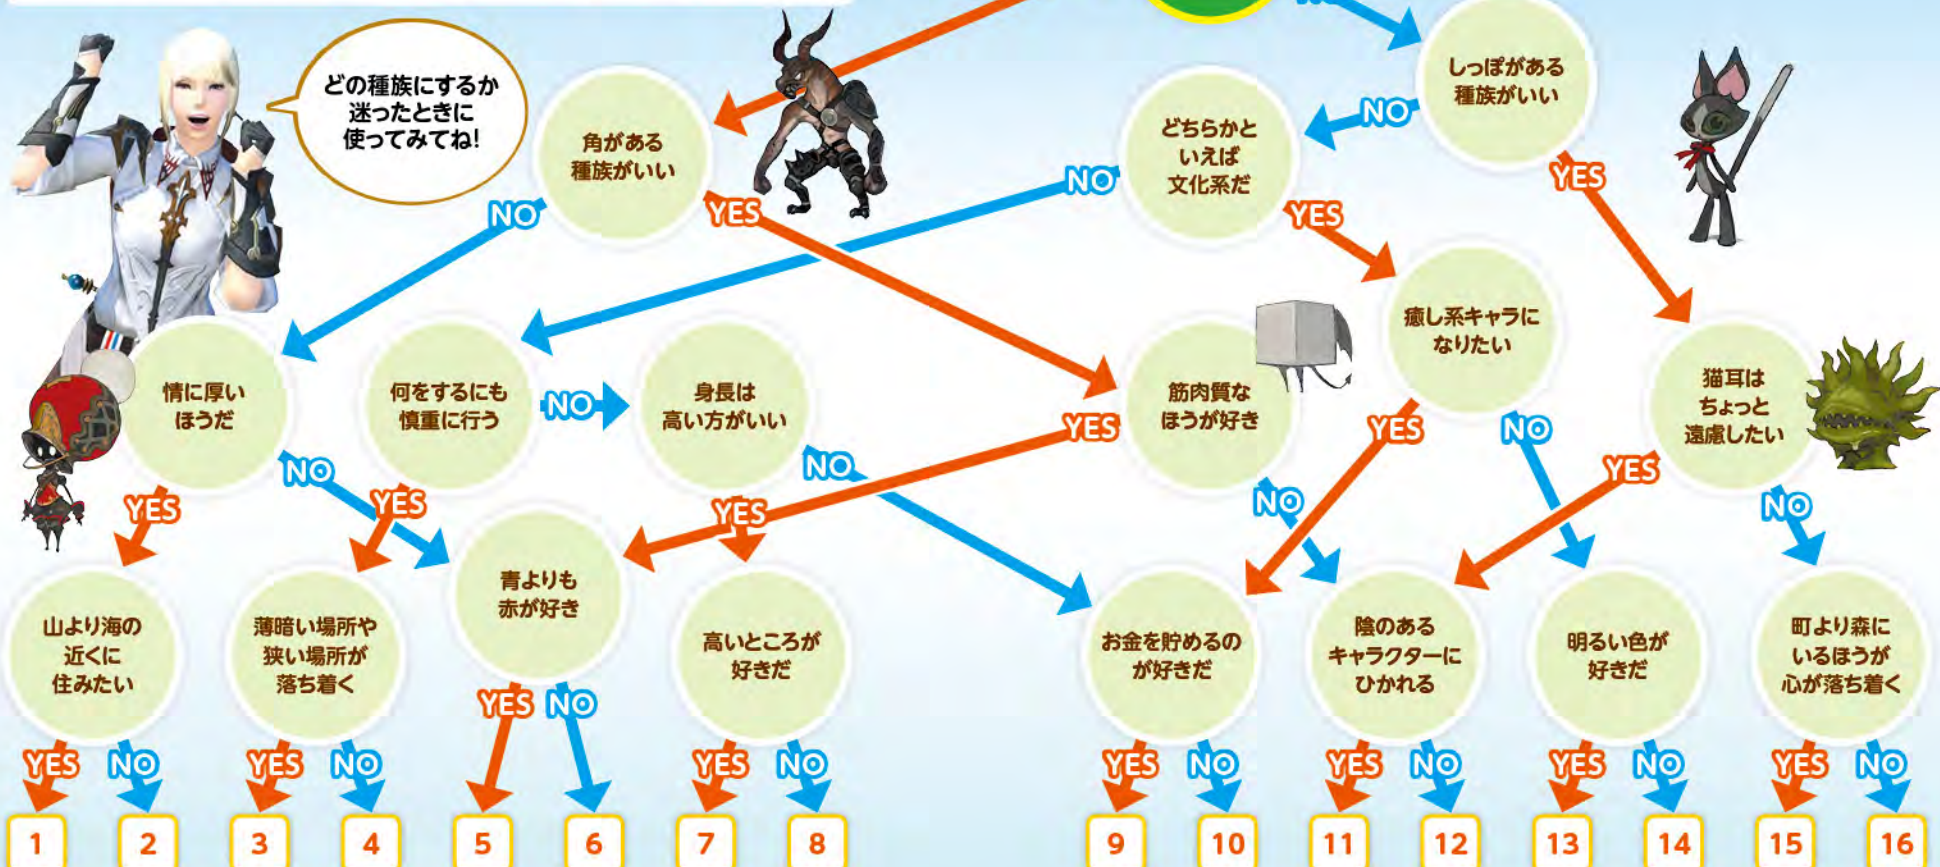 NO
どの種族にするか
迷ったときに
使ってみてね!
角がある
種族がいい
どちらかと
いえば
文化系だ
しっぽがある
種族がいい
NO
YES
NO
YES
NO
YES
情に厚い
ほうだ
何をするにも
慎重に行う
NO
身長は
高い方がいい
筋肉質な
ほうが好き
癒し系キャラに
なりたい
猫耳は
ちょっと
遠慮したい
YES
NO
YES
NO
YES
YES
NO
YES
NO
YES
NO
山より海の
近くに
住みたい
薄暗い場所や
狭い場所が
落ち着く
青よりも
赤が好き
高いところが
好きだ
お金を貯めるの
が好きだ
陰のある
キャラクターに
ひかれる
明るい色が
好きだ
町より森に
いるほうが
心が落ち着く
YES NO
YES NO
YES NO
YES NO
YES NO
YES NO
YES NO
YES NO
1 2 3 4 5 6 7 8 9 10 11 12 13 14 15 16